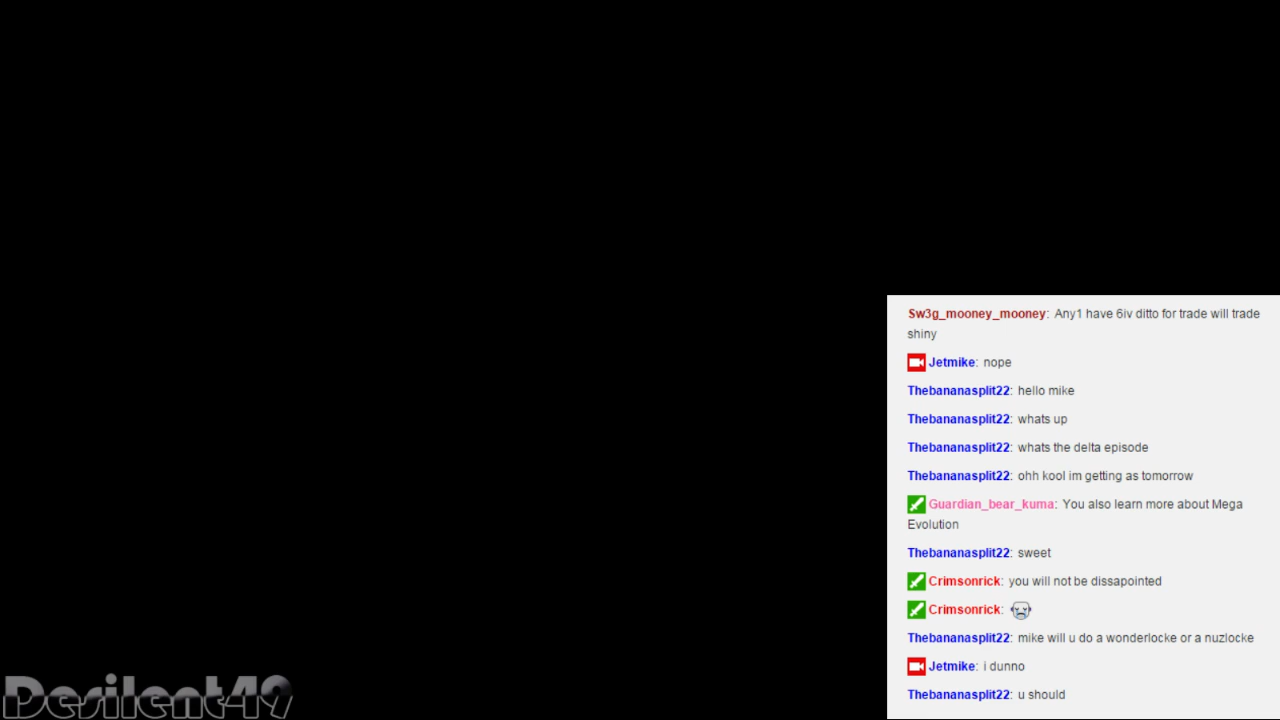 Sw3g_mooney_mooney: Any1 have 6iv ditto for trade will trade
shiny
Jetmike: nope
Thebananasplit22: hello mike
Thebananasplit22: whats up
Thebananasplit22: whats the delta episode
Thebananasplit22: ohh kool im getting as tomorrow
Guardian_bear_kuma: You also learn more about Mega
Evolution
Thebananasplit22: sweet
Crimsonrick: you will not be dissapointed
Crimsonrick:
Thebananasplit22: mike will u do a wonderlocke or a nuzlocke
Jetmike: i dunno
Thebananasplit22: u should
Desilent49